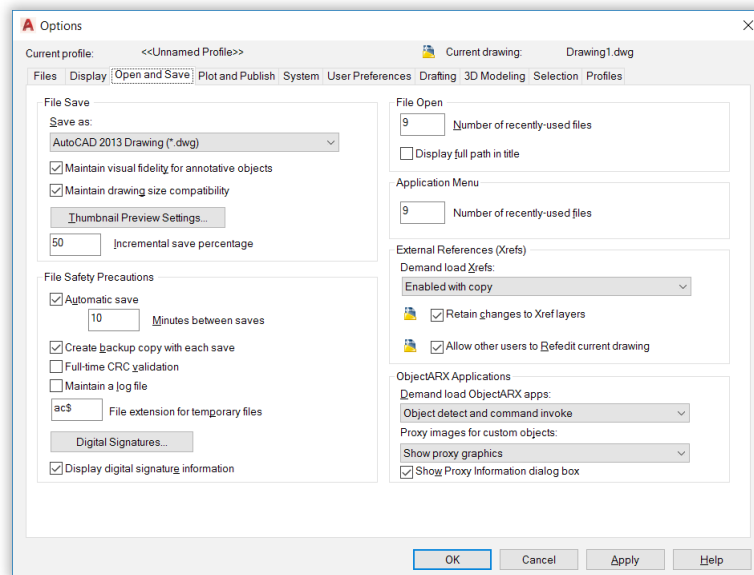 Options
Current profile: <<Unnamed Profile>> Current drawing: Drawing1.dwg
Files Display Open and Save Plot and Publish System User Preferences Drafting 3D Modeling Selection Profiles
File Save
Save as:
AutoCAD 2013 Drawing (*.dwg)
Maintain visual fidelity for annotative objects
Maintain drawing size compatibility
Thumbnail Preview Settings...
50 Incremental save percentage
File Safety Precautions
Automatic save
10 Minutes between saves
Create backup copy with each save
Full-time CRC validation
Maintain a log file
ac$ File extension for temporary files
Digital Signatures...
Display digital signature information
File Open
9 Number of recently-used files
Display full path in title
Application Menu
9 Number of recently-used files
External References (Xrefs)
Demand load Xrefs:
Enabled with copy
Retain changes to Xref layers
Allow other users to Refedit current drawing
ObjectARX Applications
Demand load ObjectARX apps:
Object detect and command invoke
Proxy images for custom objects:
Show proxy graphics
Show Proxy Information dialog box
OK Cancel Apply Help